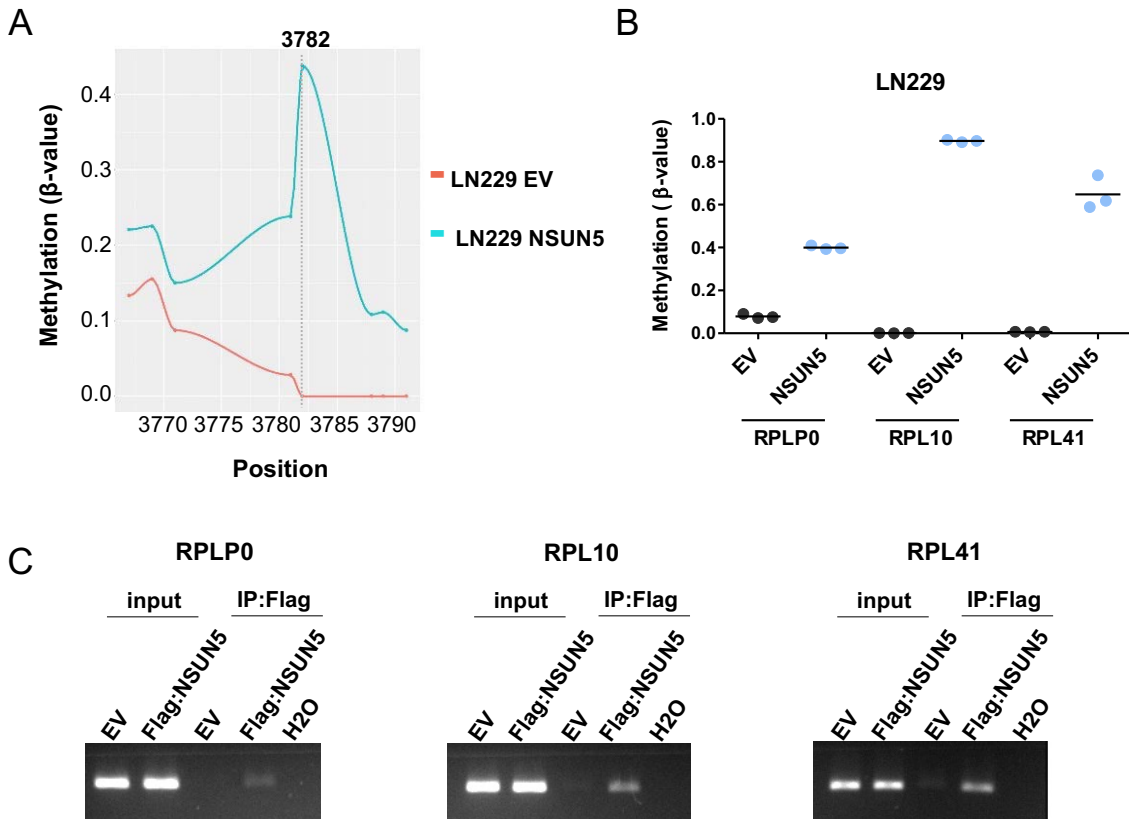 A
3782
Methylation (β-value)
0.4
0.3
0.2
0.1
0.0
3770 3775 3780 3785 3790
Position
LN229 EV
LN229 NSUN5
B
LN229
Methylation ( β-value)
1.0
0.8
0.6
0.4
0.2
0.0
EV NSUN5 EV NSUN5 EV NSUN5
RPLP0 RPL10 RPL41
C
RPLP0
input IP:Flag
EV Flag:NSUN5 EV Flag:NSUN5 H2O
RPL10
input IP:Flag
EV Flag:NSUN5 EV Flag:NSUN5 H2O
RPL41
input IP:Flag
EV Flag:NSUN5 EV Flag:NSUN5 H2O